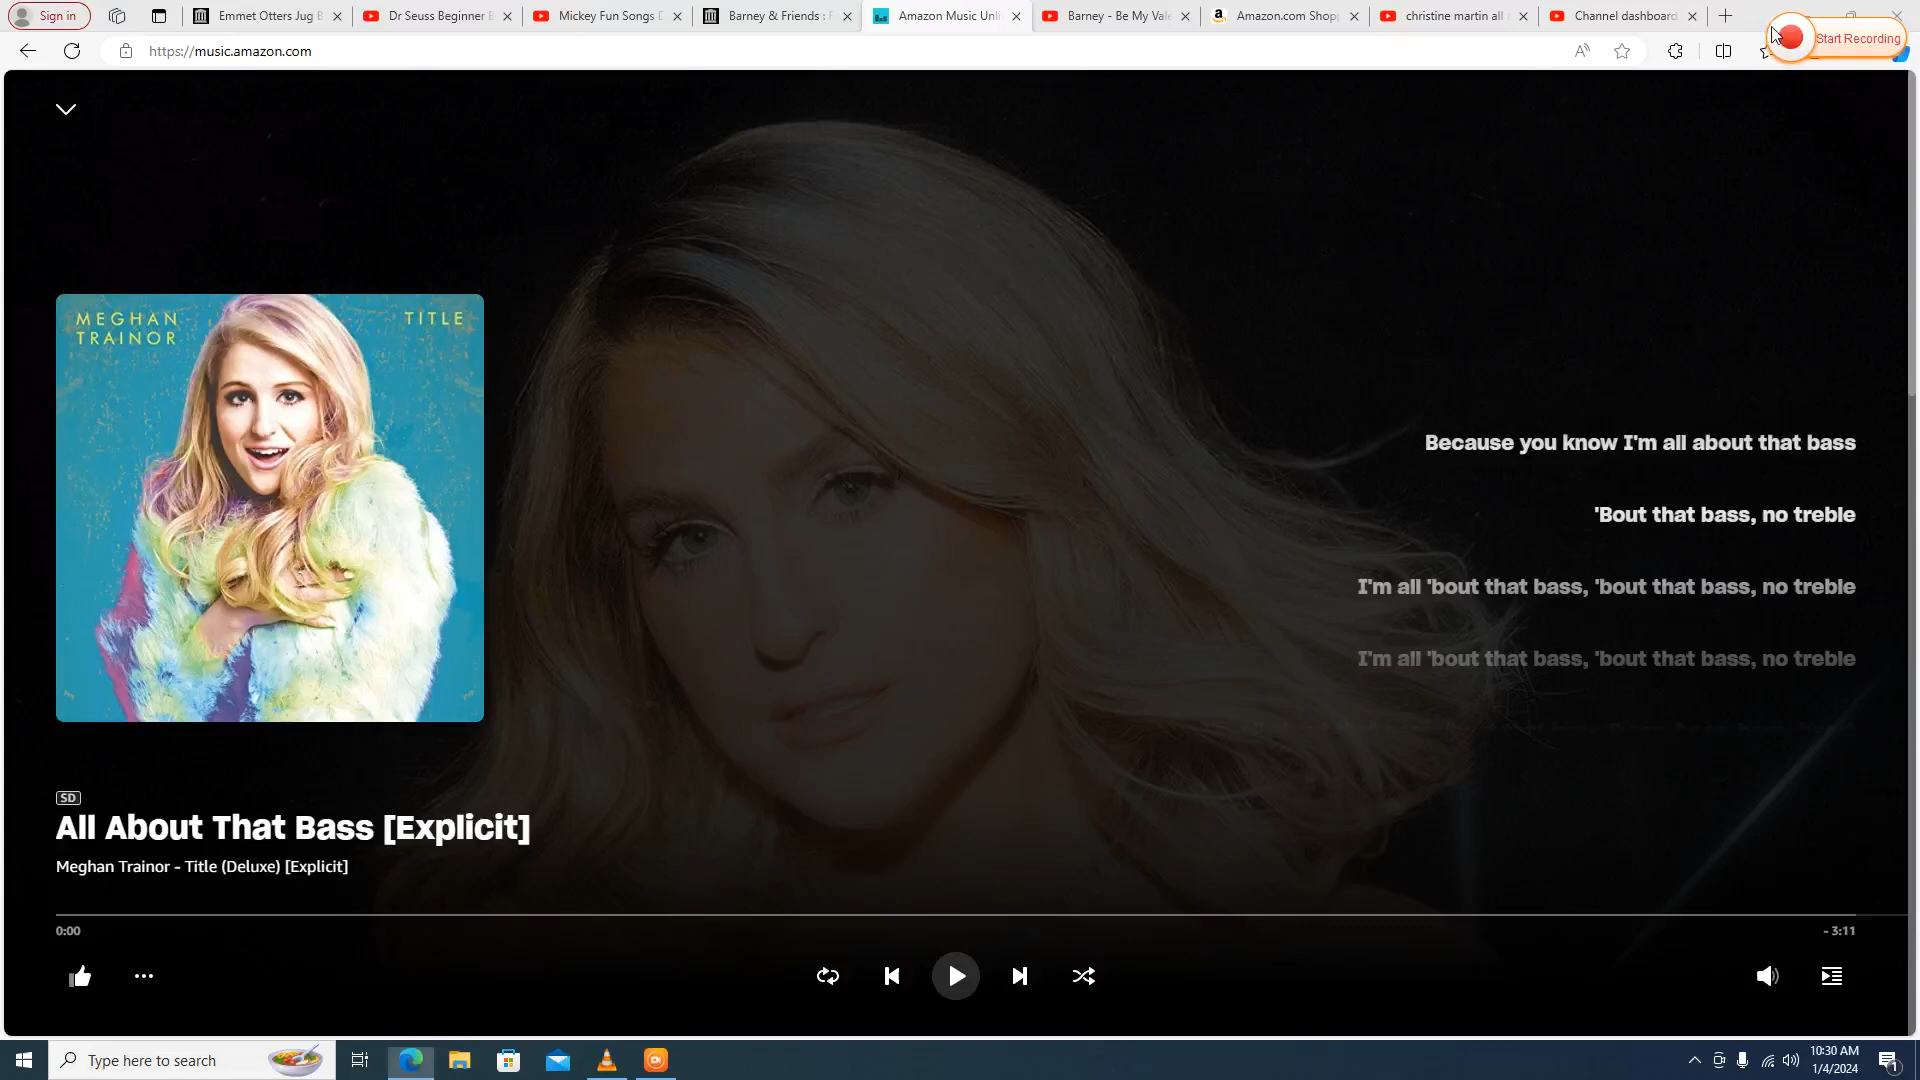 Sign in
Emmet Otters Jug B
Dr Seuss Beginner B
Mickey Fun Songs
Barney & Friends : F
Amazon Music Unli
Barney - Be My Vale
Amazon.com Shopp
christine martin all
Channel dashboard
Start Recording
https://music.amazon.com
MEGHAN TITLE
TRAINOR
Because you know I'm all about that bass
'Bout that bass, no treble
I'm all 'bout that bass, 'bout that bass, no treble
I'm all 'bout that bass, 'bout that bass, no treble
SD
All About That Bass [Explicit]
Meghan Trainor - Title (Deluxe) [Explicit]
0:00
- 3:11
Type here to search
10:30 AM
1/4/2024
1